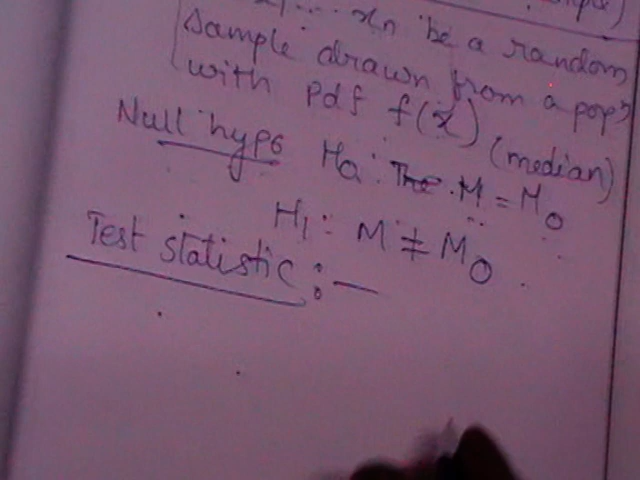 x1, ... xn be a random
sample drawn from a popn
with Pdf f(x)
(median)
Null hypo H0: The M = M0
H1: M ≠ M0
Test statistic :-